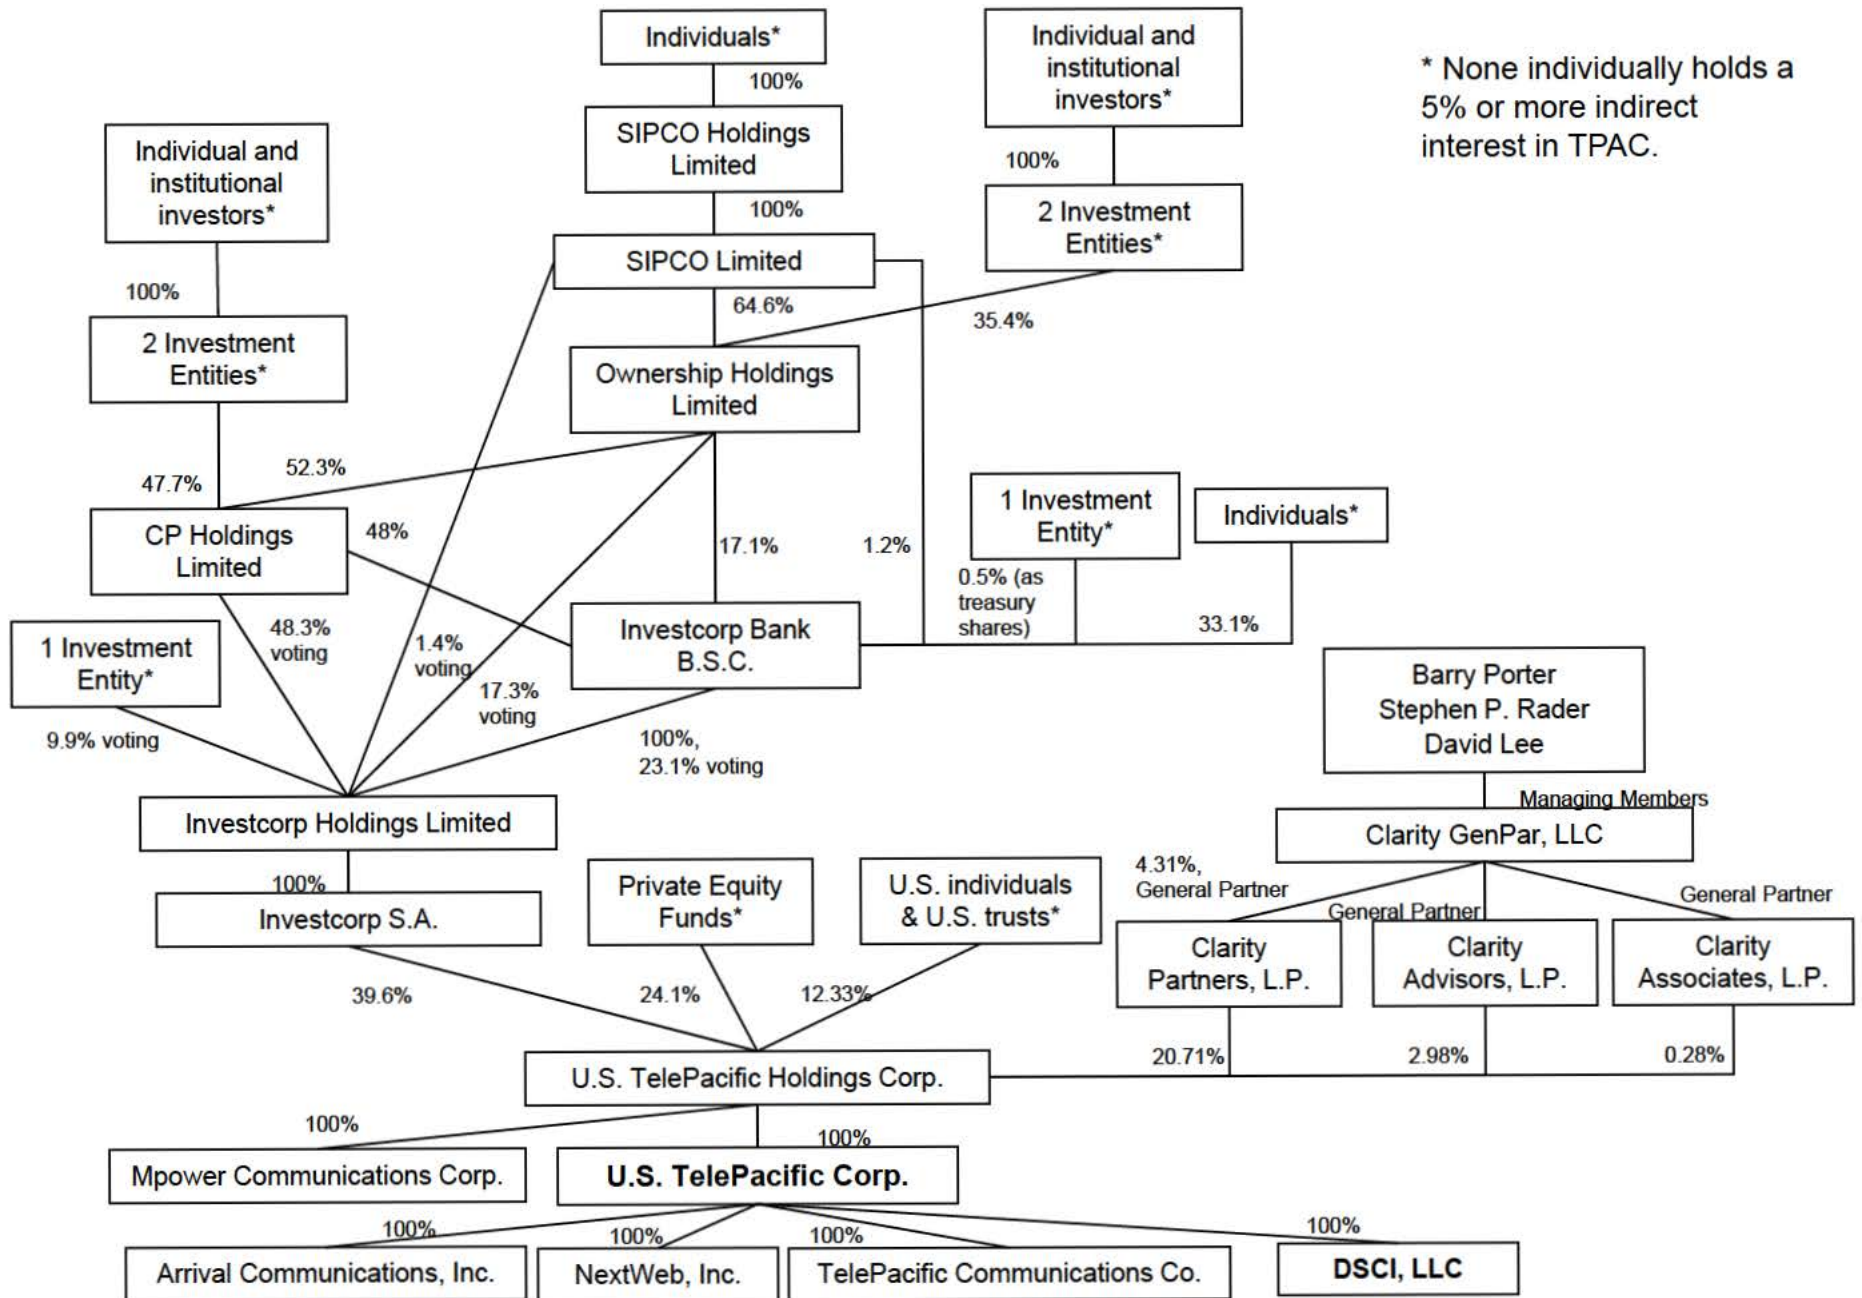 Individuals*
100%
SIPCO Holdings
Limited
100%
SIPCO Limited
Individual and
institutional
investors*
100%
2 Investment
Entities*
* None individually holds a
5% or more indirect
interest in TPAC.
Individual and
institutional
investors*
100%
2 Investment
Entities*
64.6%
35.4%
Ownership Holdings
Limited
47.7%
52.3%
CP Holdings
Limited
48%
17.1%
1.2%
1 Investment
Entity*
Individuals*
0.5% (as
treasury
shares)
33.1%
1 Investment
Entity*
9.9% voting
48.3%
voting
1.4%
voting
17.3%
voting
Investcorp Bank
B.S.C.
100%,
23.1% voting
Investcorp Holdings Limited
100%
Investcorp S.A.
Private Equity
Funds*
U.S. individuals
& U.S. trusts*
39.6%
24.1%
12.33%
Barry Porter
Stephen P. Rader
David Lee
Managing Members
Clarity GenPar, LLC
4.31%,
General Partner
General Partner
General Partner
Clarity
Partners, L.P.
Clarity
Advisors, L.P.
Clarity
Associates, L.P.
20.71%
2.98%
0.28%
U.S. TelePacific Holdings Corp.
100%
100%
Mpower Communications Corp.
U.S. TelePacific Corp.
100%
100%
100%
100%
Arrival Communications, Inc.
NextWeb, Inc.
TelePacific Communications Co.
DSCI, LLC